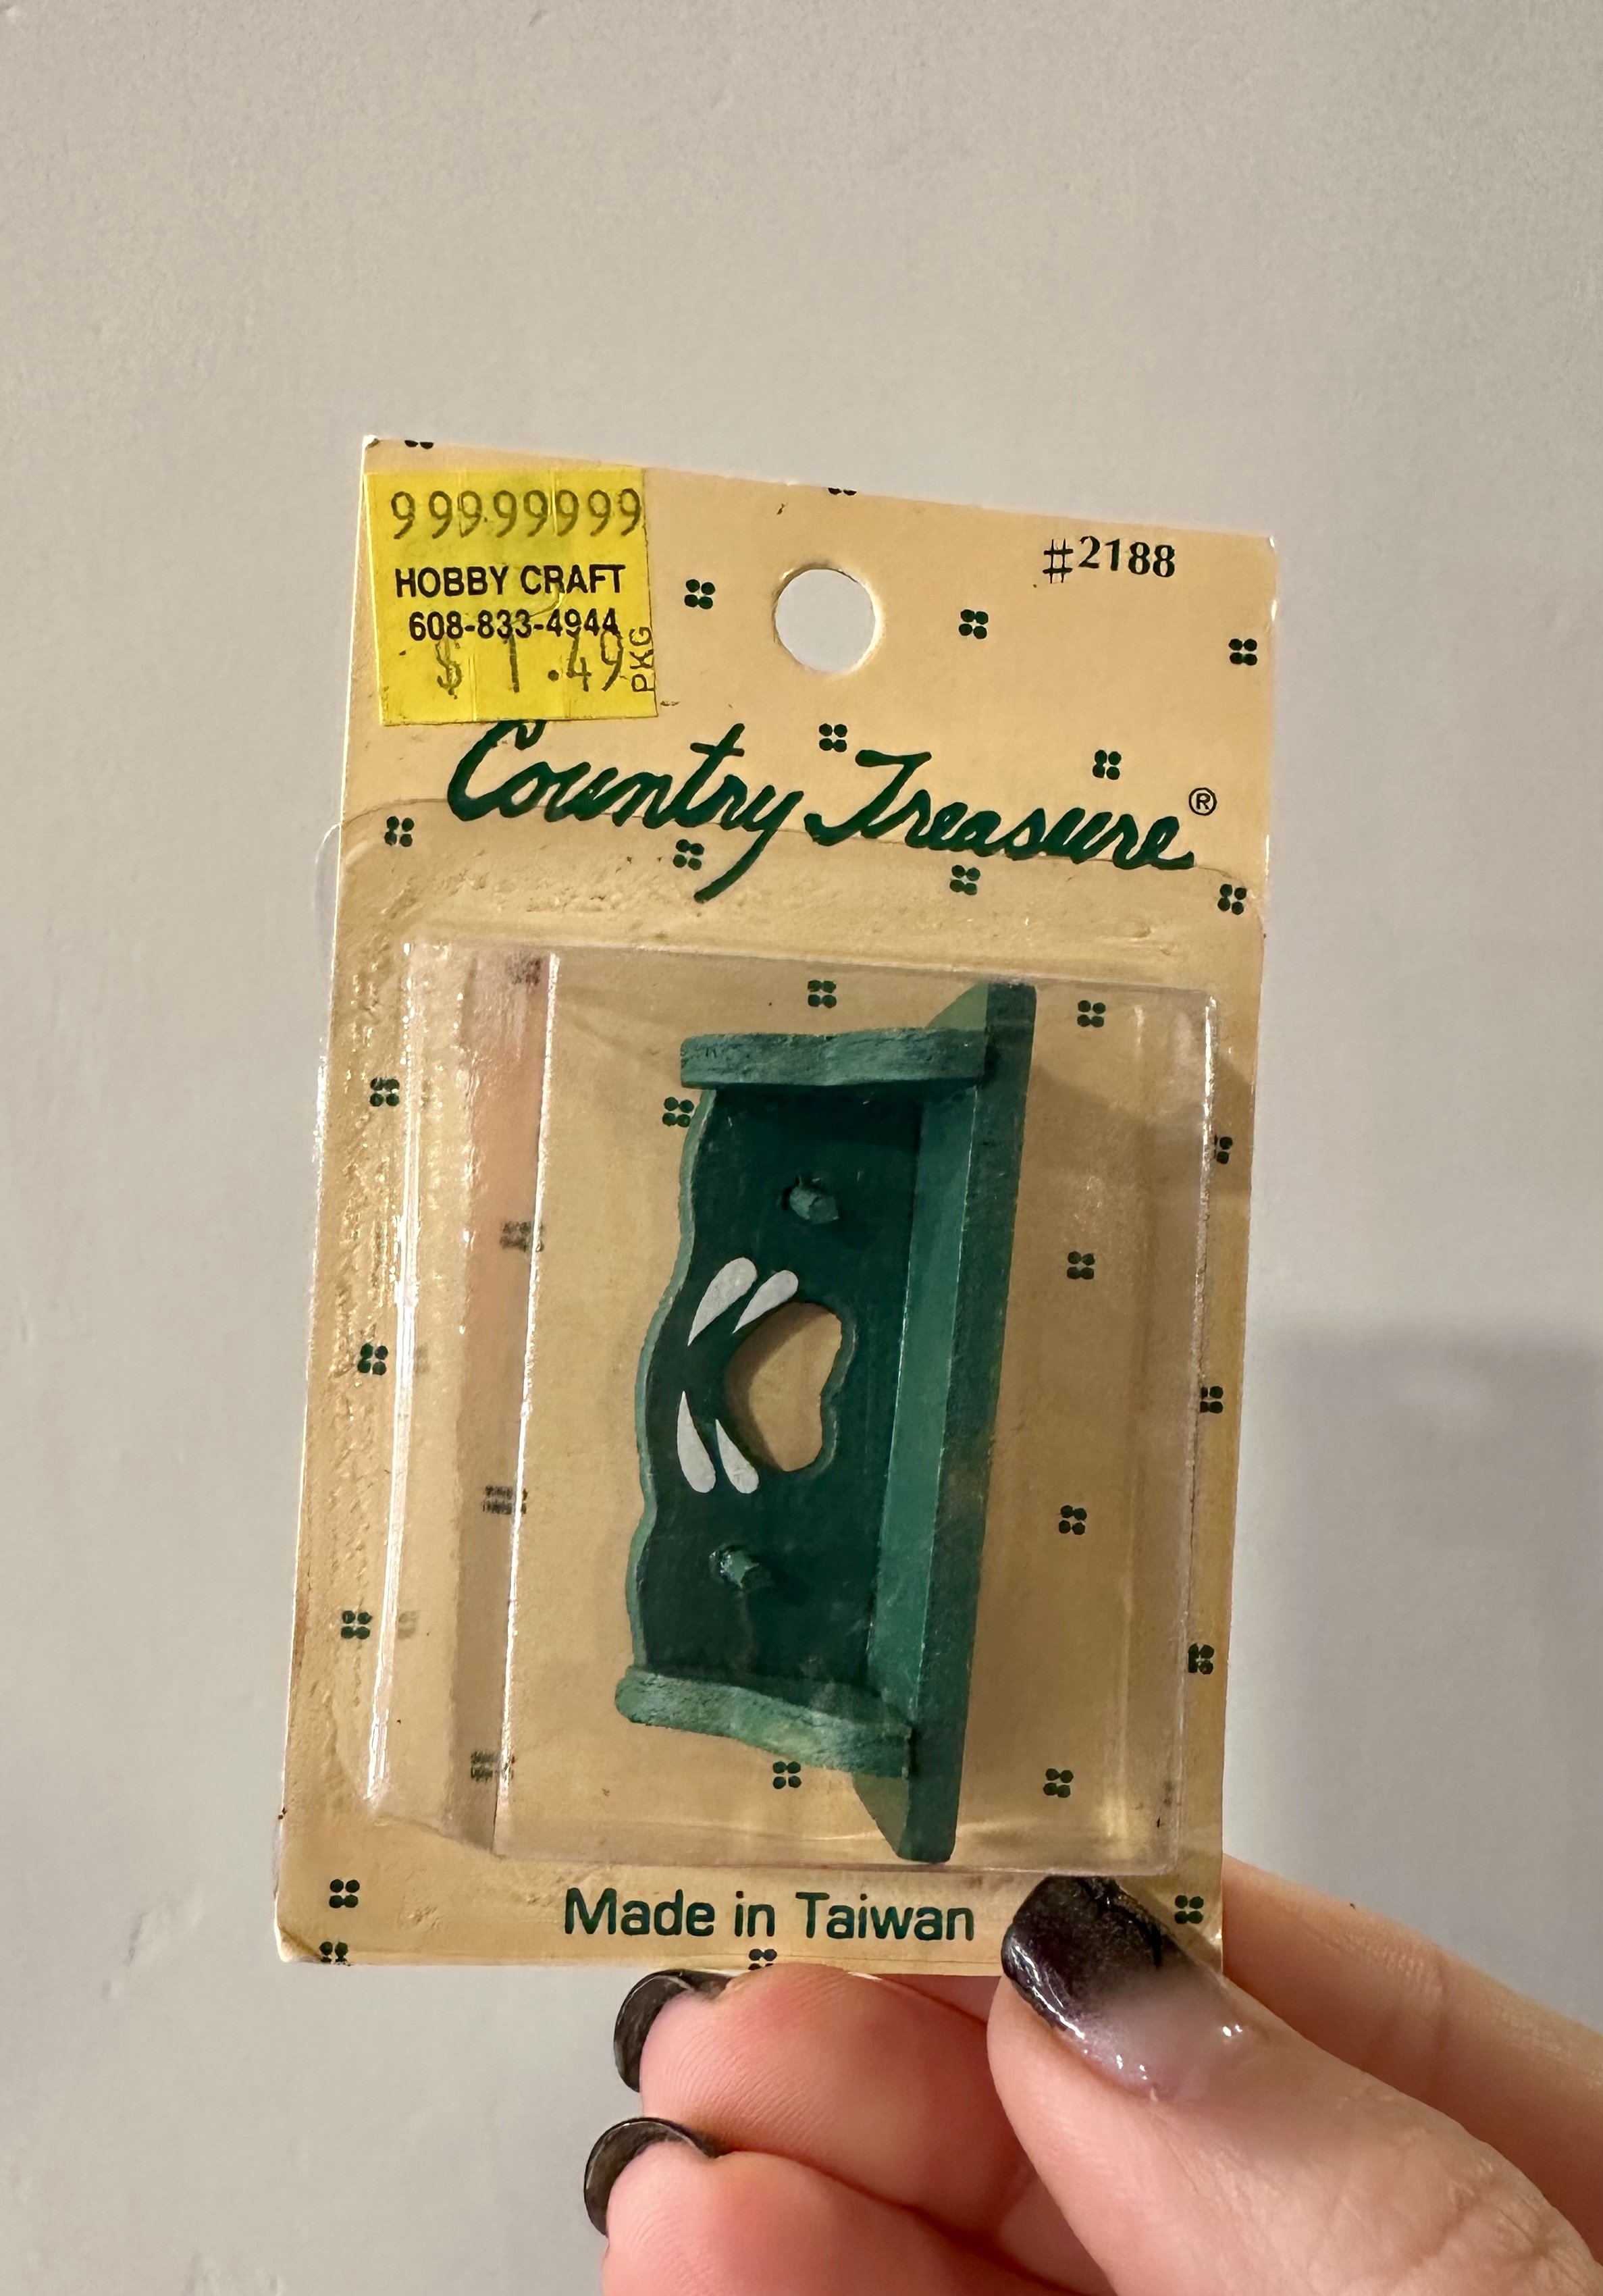 99999999
HOBBY CRAFT
608-833-4944
$ 1.49 PKG
#2188
Country Treasure®
Made in Taiwan